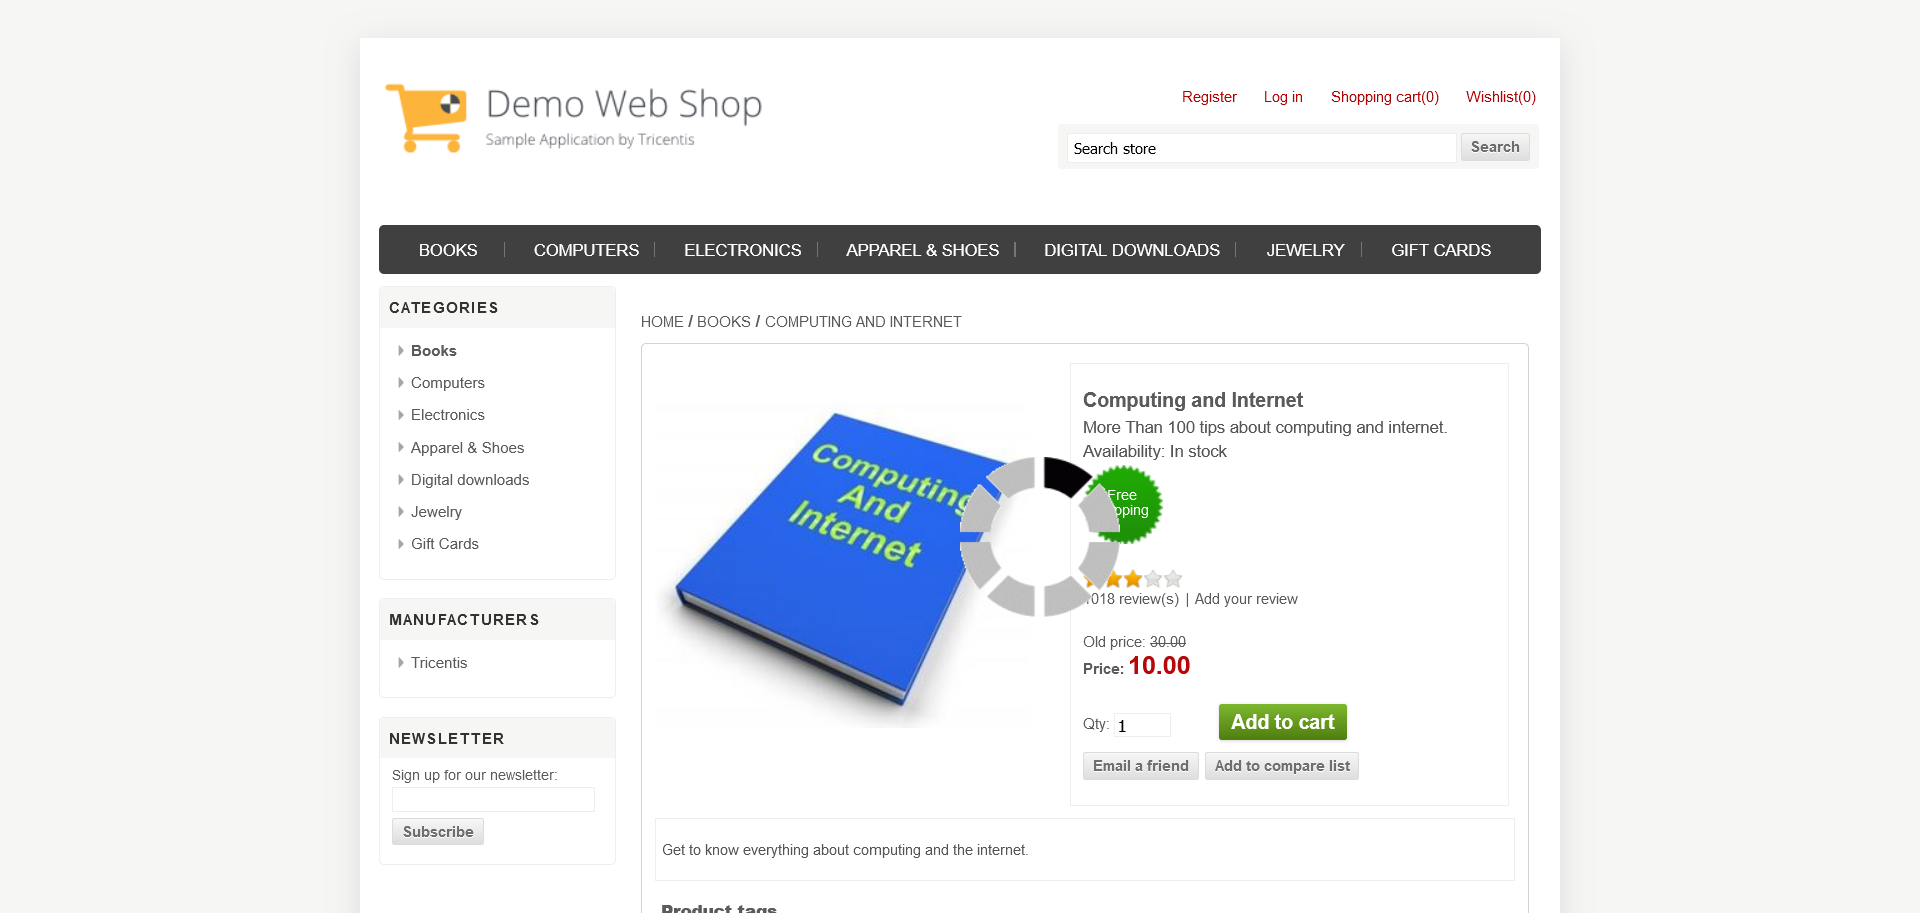 Demo Web Shop
Sample Application by Tricentis
Register Log in Shopping cart(0) Wishlist(0)
Search store Search
BOOKS COMPUTERS ELECTRONICS APPAREL & SHOES DIGITAL DOWNLOADS JEWELRY GIFT CARDS
CATEGORIES
Books
Computers
Electronics
Apparel & Shoes
Digital downloads
Jewelry
Gift Cards
MANUFACTURERS
Tricentis
NEWSLETTER
Sign up for our newsletter:
Subscribe
HOME / BOOKS / COMPUTING AND INTERNET
Computing
And
Internet
Computing and Internet
More Than 100 tips about computing and internet.
Availability: In stock
Free
1018 review(s) | Add your review
Old price: 30.00
Price: 10.00
Qty: 1 Add to cart
Email a friend Add to compare list
Get to know everything about computing and the internet.
Product tags